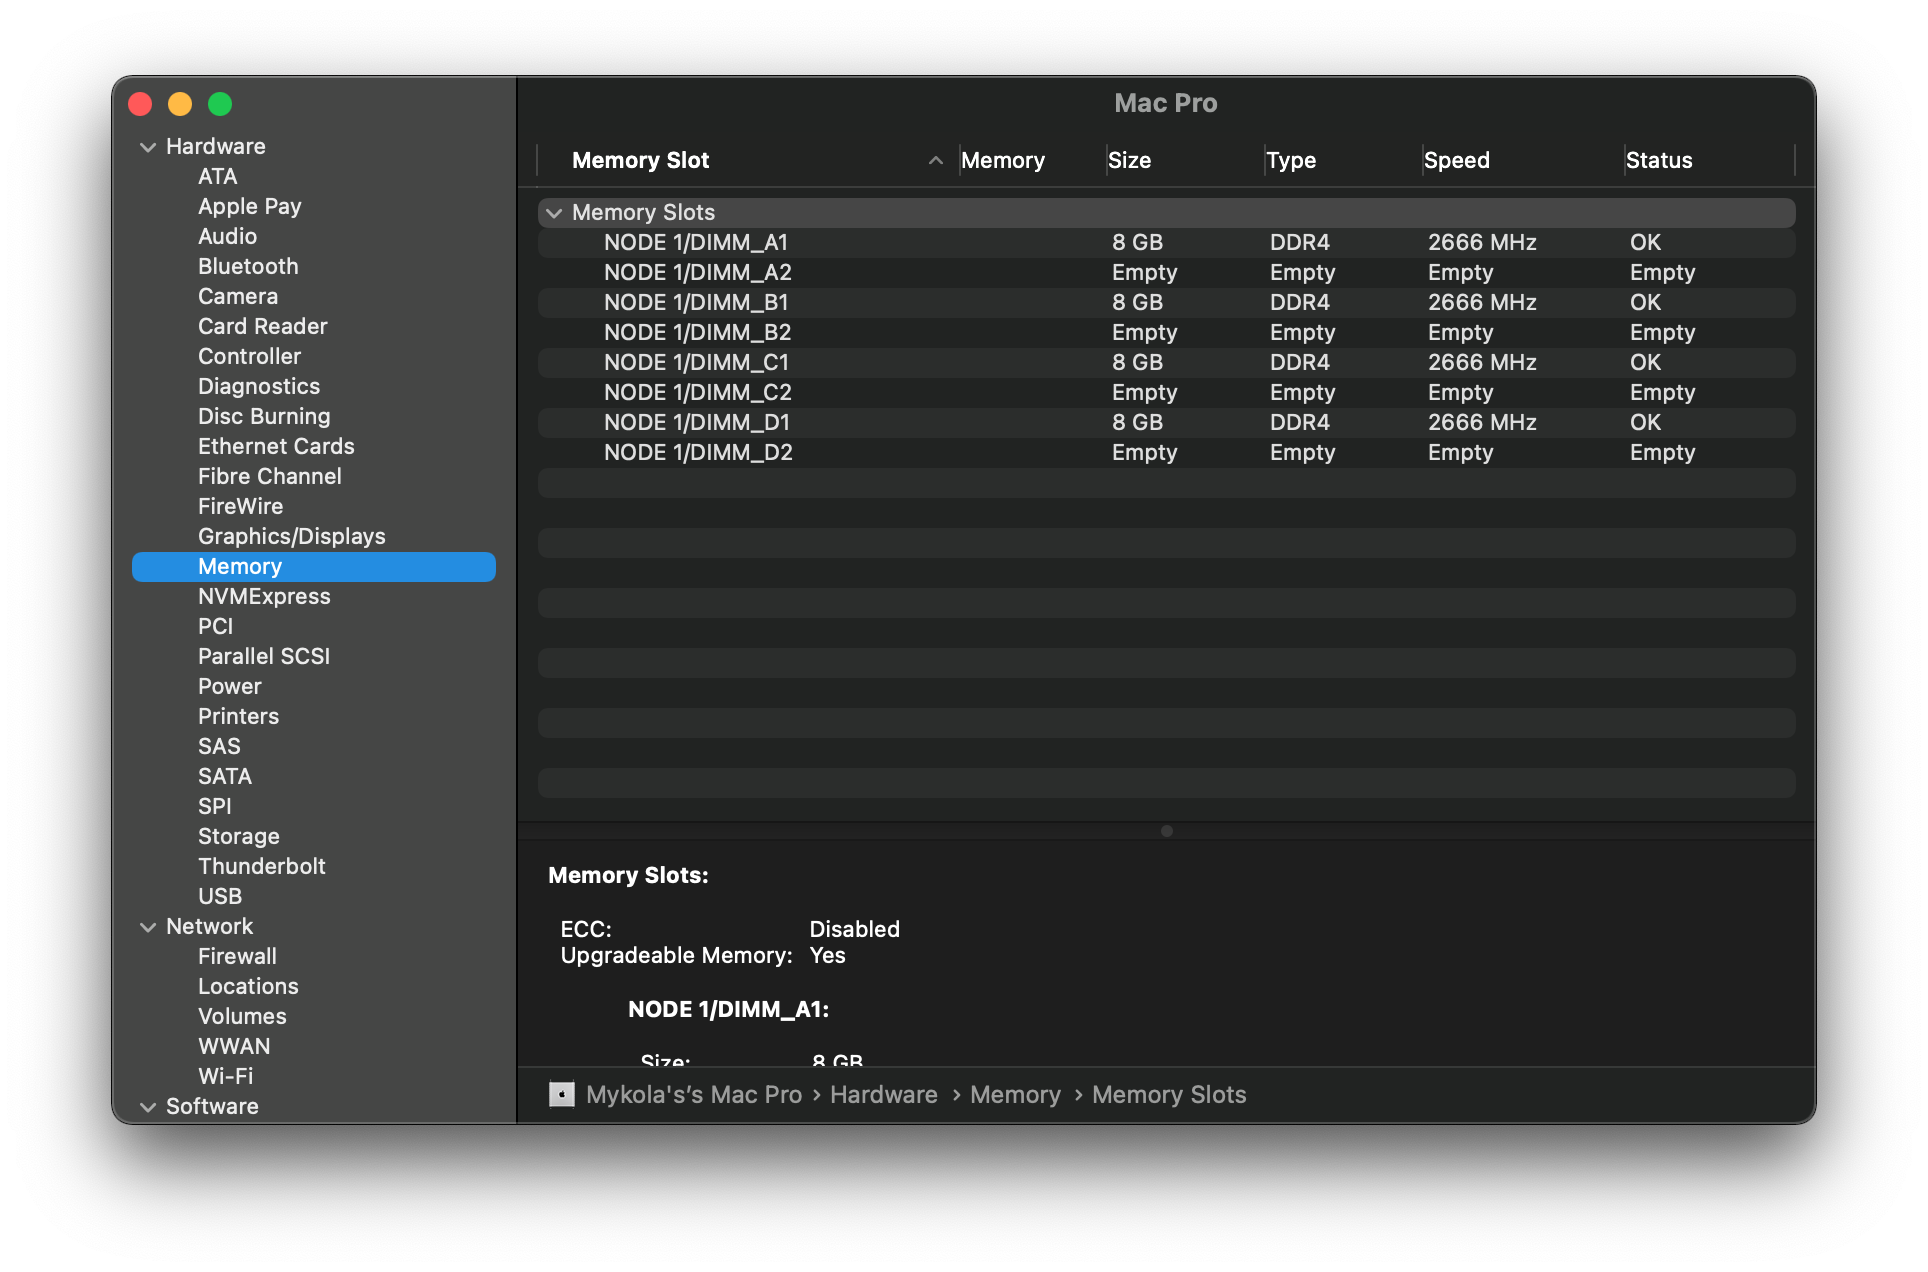 Mac Pro
Hardware
ATA
Apple Pay
Audio
Bluetooth
Camera
Card Reader
Controller
Diagnostics
Disc Burning
Ethernet Cards
Fibre Channel
FireWire
Graphics/Displays
Memory
NVMExpress
PCI
Parallel SCSI
Power
Printers
SAS
SATA
SPI
Storage
Thunderbolt
USB
Network
Firewall
Locations
Volumes
WWAN
Wi-Fi
Software
Memory Slot Memory Size Type Speed Status
Memory Slots
NODE 1/DIMM_A1 8 GB DDR4 2666 MHz OK
NODE 1/DIMM_A2 Empty Empty Empty Empty
NODE 1/DIMM_B1 8 GB DDR4 2666 MHz OK
NODE 1/DIMM_B2 Empty Empty Empty Empty
NODE 1/DIMM_C1 8 GB DDR4 2666 MHz OK
NODE 1/DIMM_C2 Empty Empty Empty Empty
NODE 1/DIMM_D1 8 GB DDR4 2666 MHz OK
NODE 1/DIMM_D2 Empty Empty Empty Empty
Memory Slots:
ECC: Disabled
Upgradeable Memory: Yes
NODE 1/DIMM_A1:
Size: 8 GB
Mykola's’s Mac Pro › Hardware › Memory › Memory Slots